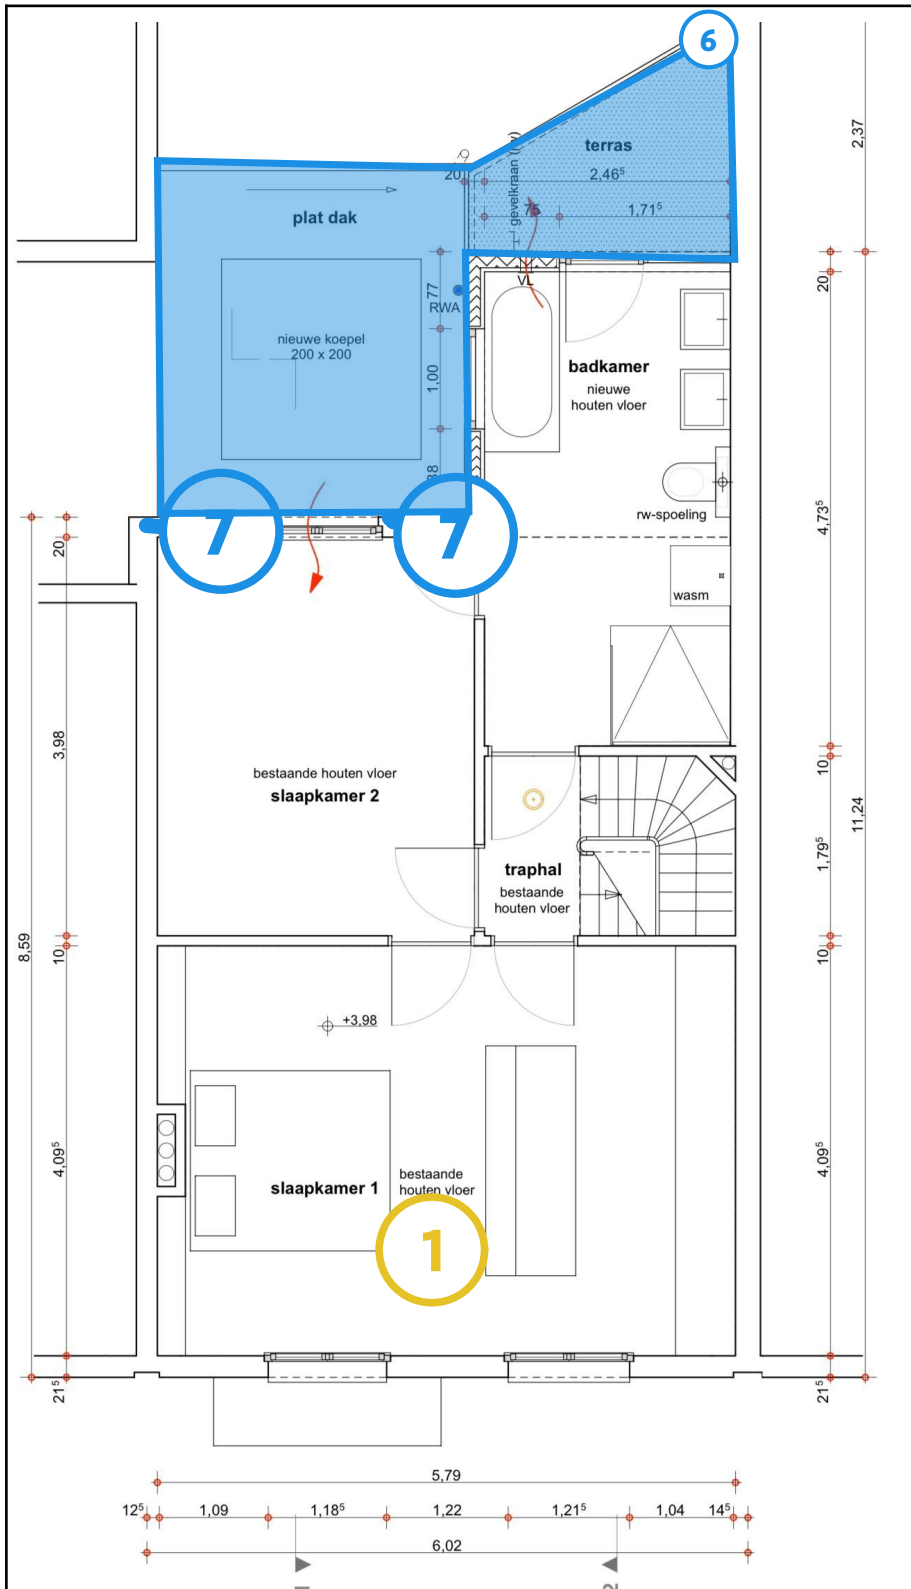 6
2,37
terras
20
2,46⁵
gevelkraan (rw)
75
1,71⁵
plat dak
VL
20
77
RWA
nieuwe koepel
200 x 200
1,00
badkamer
nieuwe
houten vloer
7
7
rw-spoeling
4,73⁵
20
wasm
3,98
bestaande houten vloer
slaapkamer 2
10
11,24
traphal
bestaande
houten vloer
1,79⁵
8,59
10
10
+3,98
4,09⁵
4,09⁵
slaapkamer 1
bestaande
houten vloer
1
21⁵
21⁵
5,79
12⁵
1,09
1,18⁵
1,22
1,21⁵
1,04
14⁵
6,02